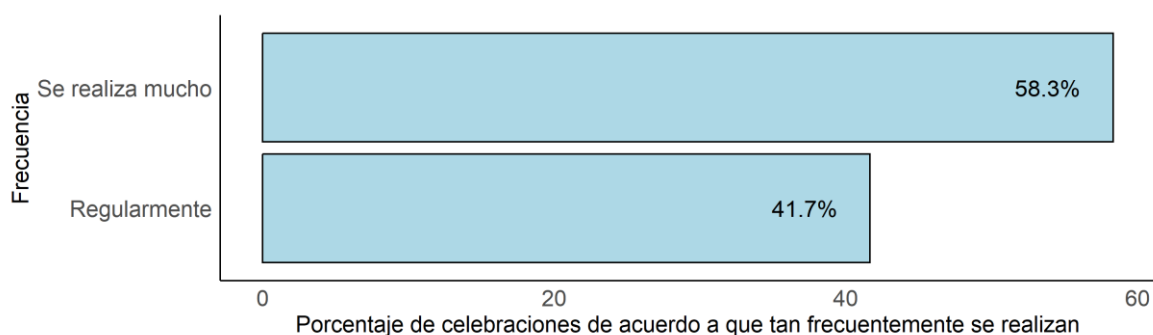 Frecuencia
Se realiza mucho
58.3%
Regularmente
41.7%
0
20
40
60
Porcentaje de celebraciones de acuerdo a que tan frecuentemente se realizan